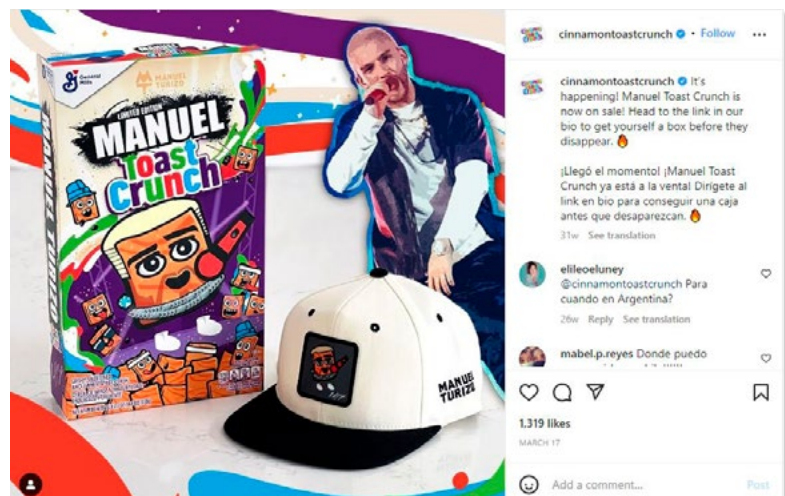 cinnamontoastcrunch • Follow
General Mills
MANUEL TURIZO
LIMITED EDITION
MANUEL
Toast
Crunch
MANUEL TURIZO
MANUEL
TURIZO
cinnamontoastcrunch It's
happening! Manuel Toast Crunch is
now on sale! Head to the link in our
bio to get yourself a box before they
disappear. 🔥
¡Llegó el momento! ¡Manuel Toast
Crunch ya está a la venta! Dirígete al
link en bio para conseguir una caja
antes que desaparezcan. 🔥
31w See translation
elileoeluney
@cinnamontoastcrunch Para
cuando en Argentina?
26w Reply See translation
mabel.p.reyes Donde puedo
1.319 likes
MARCH 17
Add a comment... Post